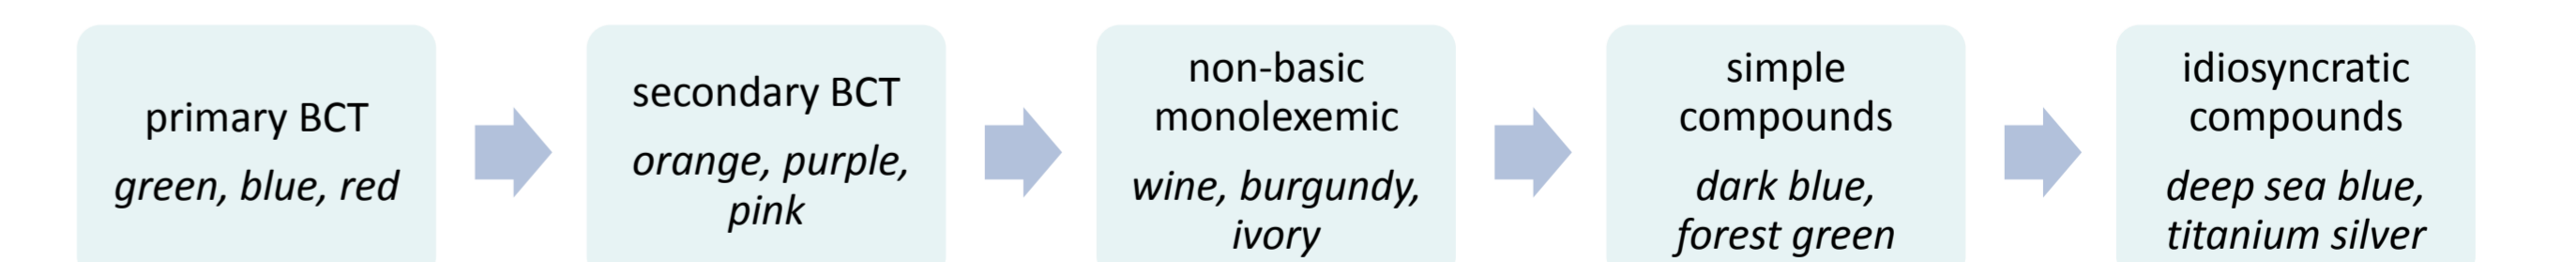 primary BCT
green, blue, red
secondary BCT
orange, purple,
pink
non-basic
monolexemic
wine, burgundy,
ivory
simple
compounds
dark blue,
forest green
idiosyncratic
compounds
deep sea blue,
titanium silver